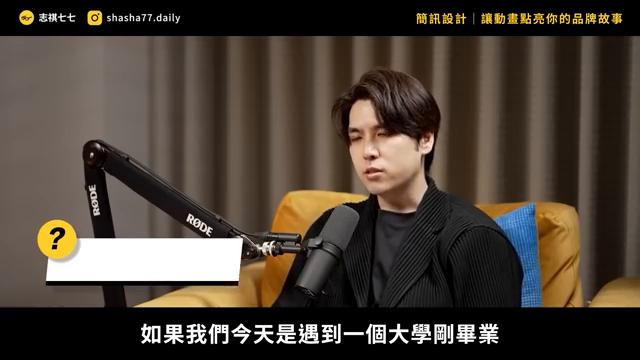 志祺七七
shasha77.daily
簡訊設計｜讓動畫點亮你的品牌故事
RØDE
RØDE
?
如果我們今天是遇到一個大學剛畢業